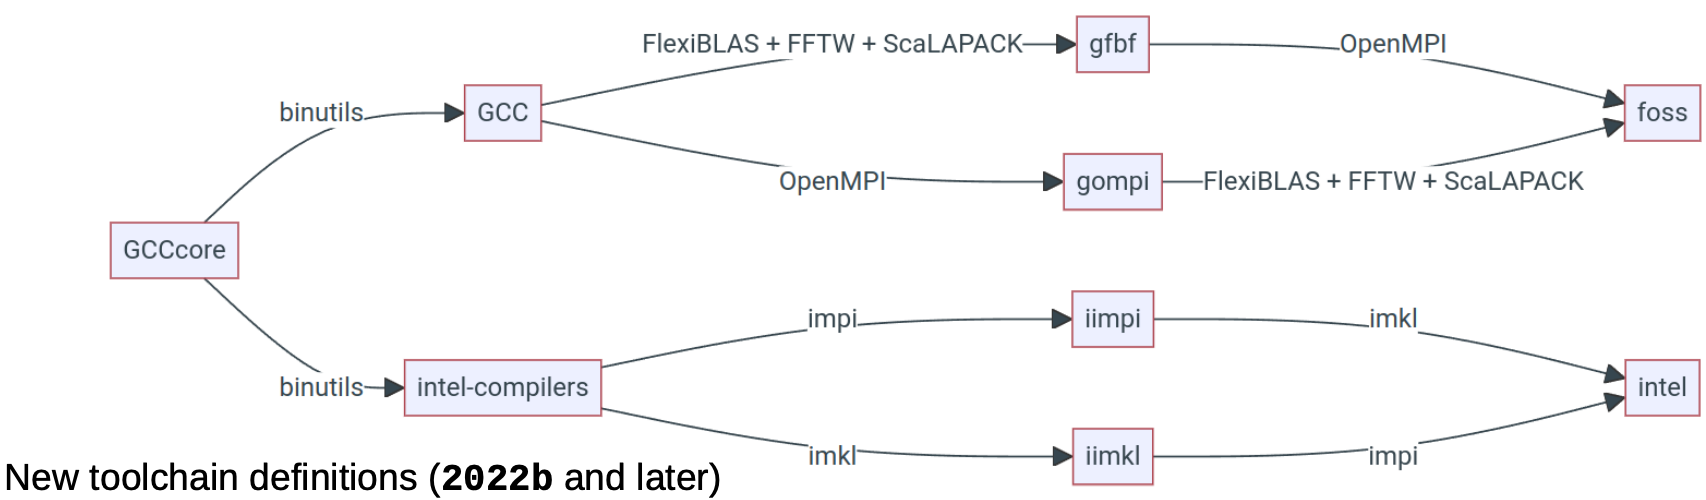 FlexiBLAS + FFTW + ScaLAPACK
gfbf
OpenMPI
binutils
GCC
foss
OpenMPI
gompi
FlexiBLAS + FFTW + ScaLAPACK
GCCcore
impi
iimpi
imkl
binutils
intel-compilers
intel
imkl
iimkl
impi
New toolchain definitions (2022b and later)